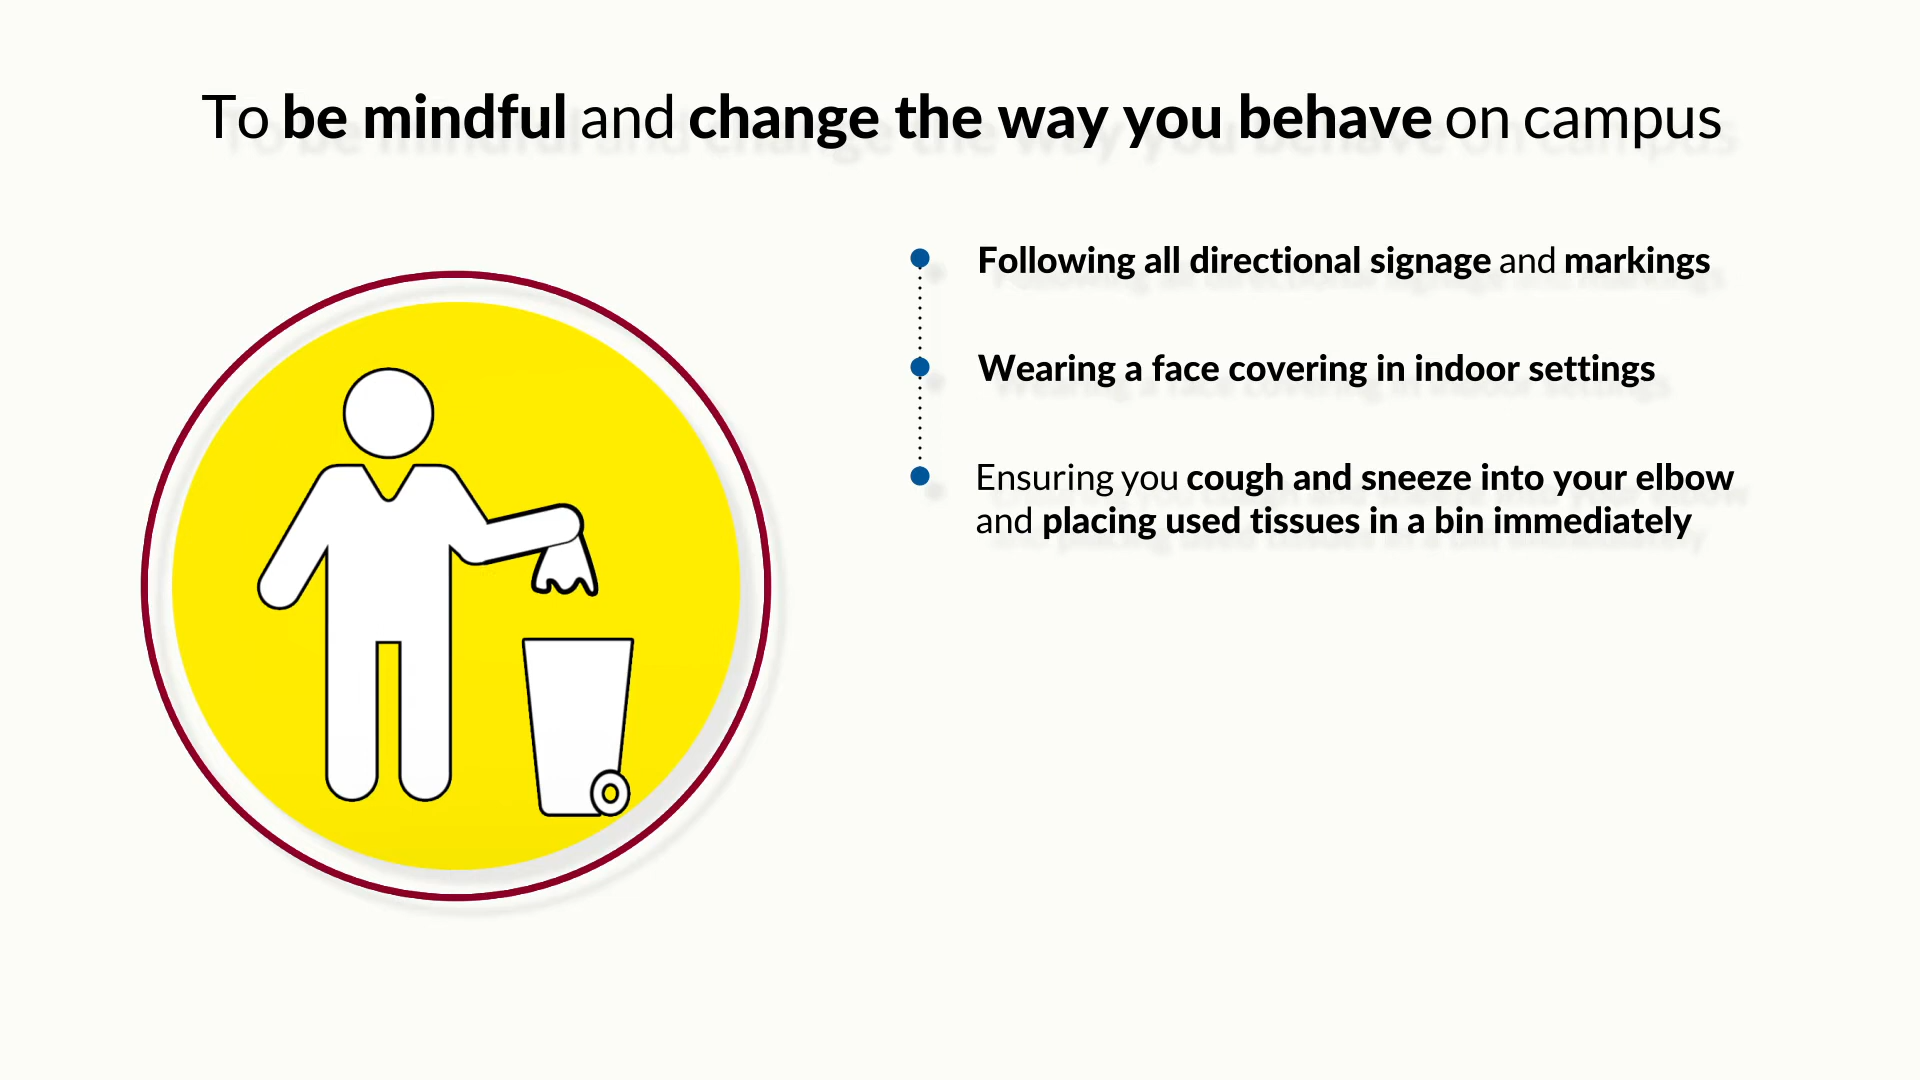 To be mindful and change the way you behave on campus
Following all directional signage and markings
Wearing a face covering in indoor settings
Ensuring you cough and sneeze into your elbow
and placing used tissues in a bin immediately